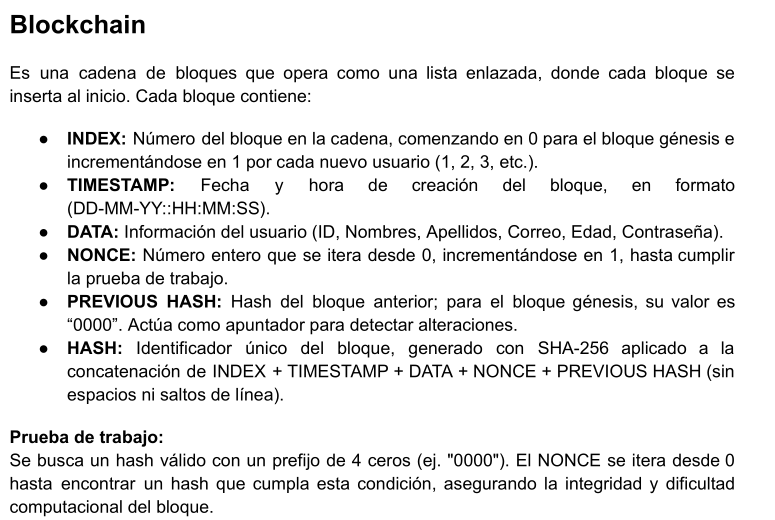 Blockchain
Es una cadena de bloques que opera como una lista enlazada, donde cada bloque se
inserta al inicio. Cada bloque contiene:
● INDEX: Número del bloque en la cadena, comenzando en 0 para el bloque génesis e
incrementándose en 1 por cada nuevo usuario (1, 2, 3, etc.).
● TIMESTAMP: Fecha y hora de creación del bloque, en formato
(DD-MM-YY::HH:MM:SS).
● DATA: Información del usuario (ID, Nombres, Apellidos, Correo, Edad, Contraseña).
● NONCE: Número entero que se itera desde 0, incrementándose en 1, hasta cumplir
la prueba de trabajo.
● PREVIOUS HASH: Hash del bloque anterior; para el bloque génesis, su valor es
“0000”. Actúa como apuntador para detectar alteraciones.
● HASH: Identificador único del bloque, generado con SHA-256 aplicado a la
concatenación de INDEX + TIMESTAMP + DATA + NONCE + PREVIOUS HASH (sin
espacios ni saltos de línea).
Prueba de trabajo:
Se busca un hash válido con un prefijo de 4 ceros (ej. "0000"). El NONCE se itera desde 0
hasta encontrar un hash que cumpla esta condición, asegurando la integridad y dificultad
computacional del bloque.